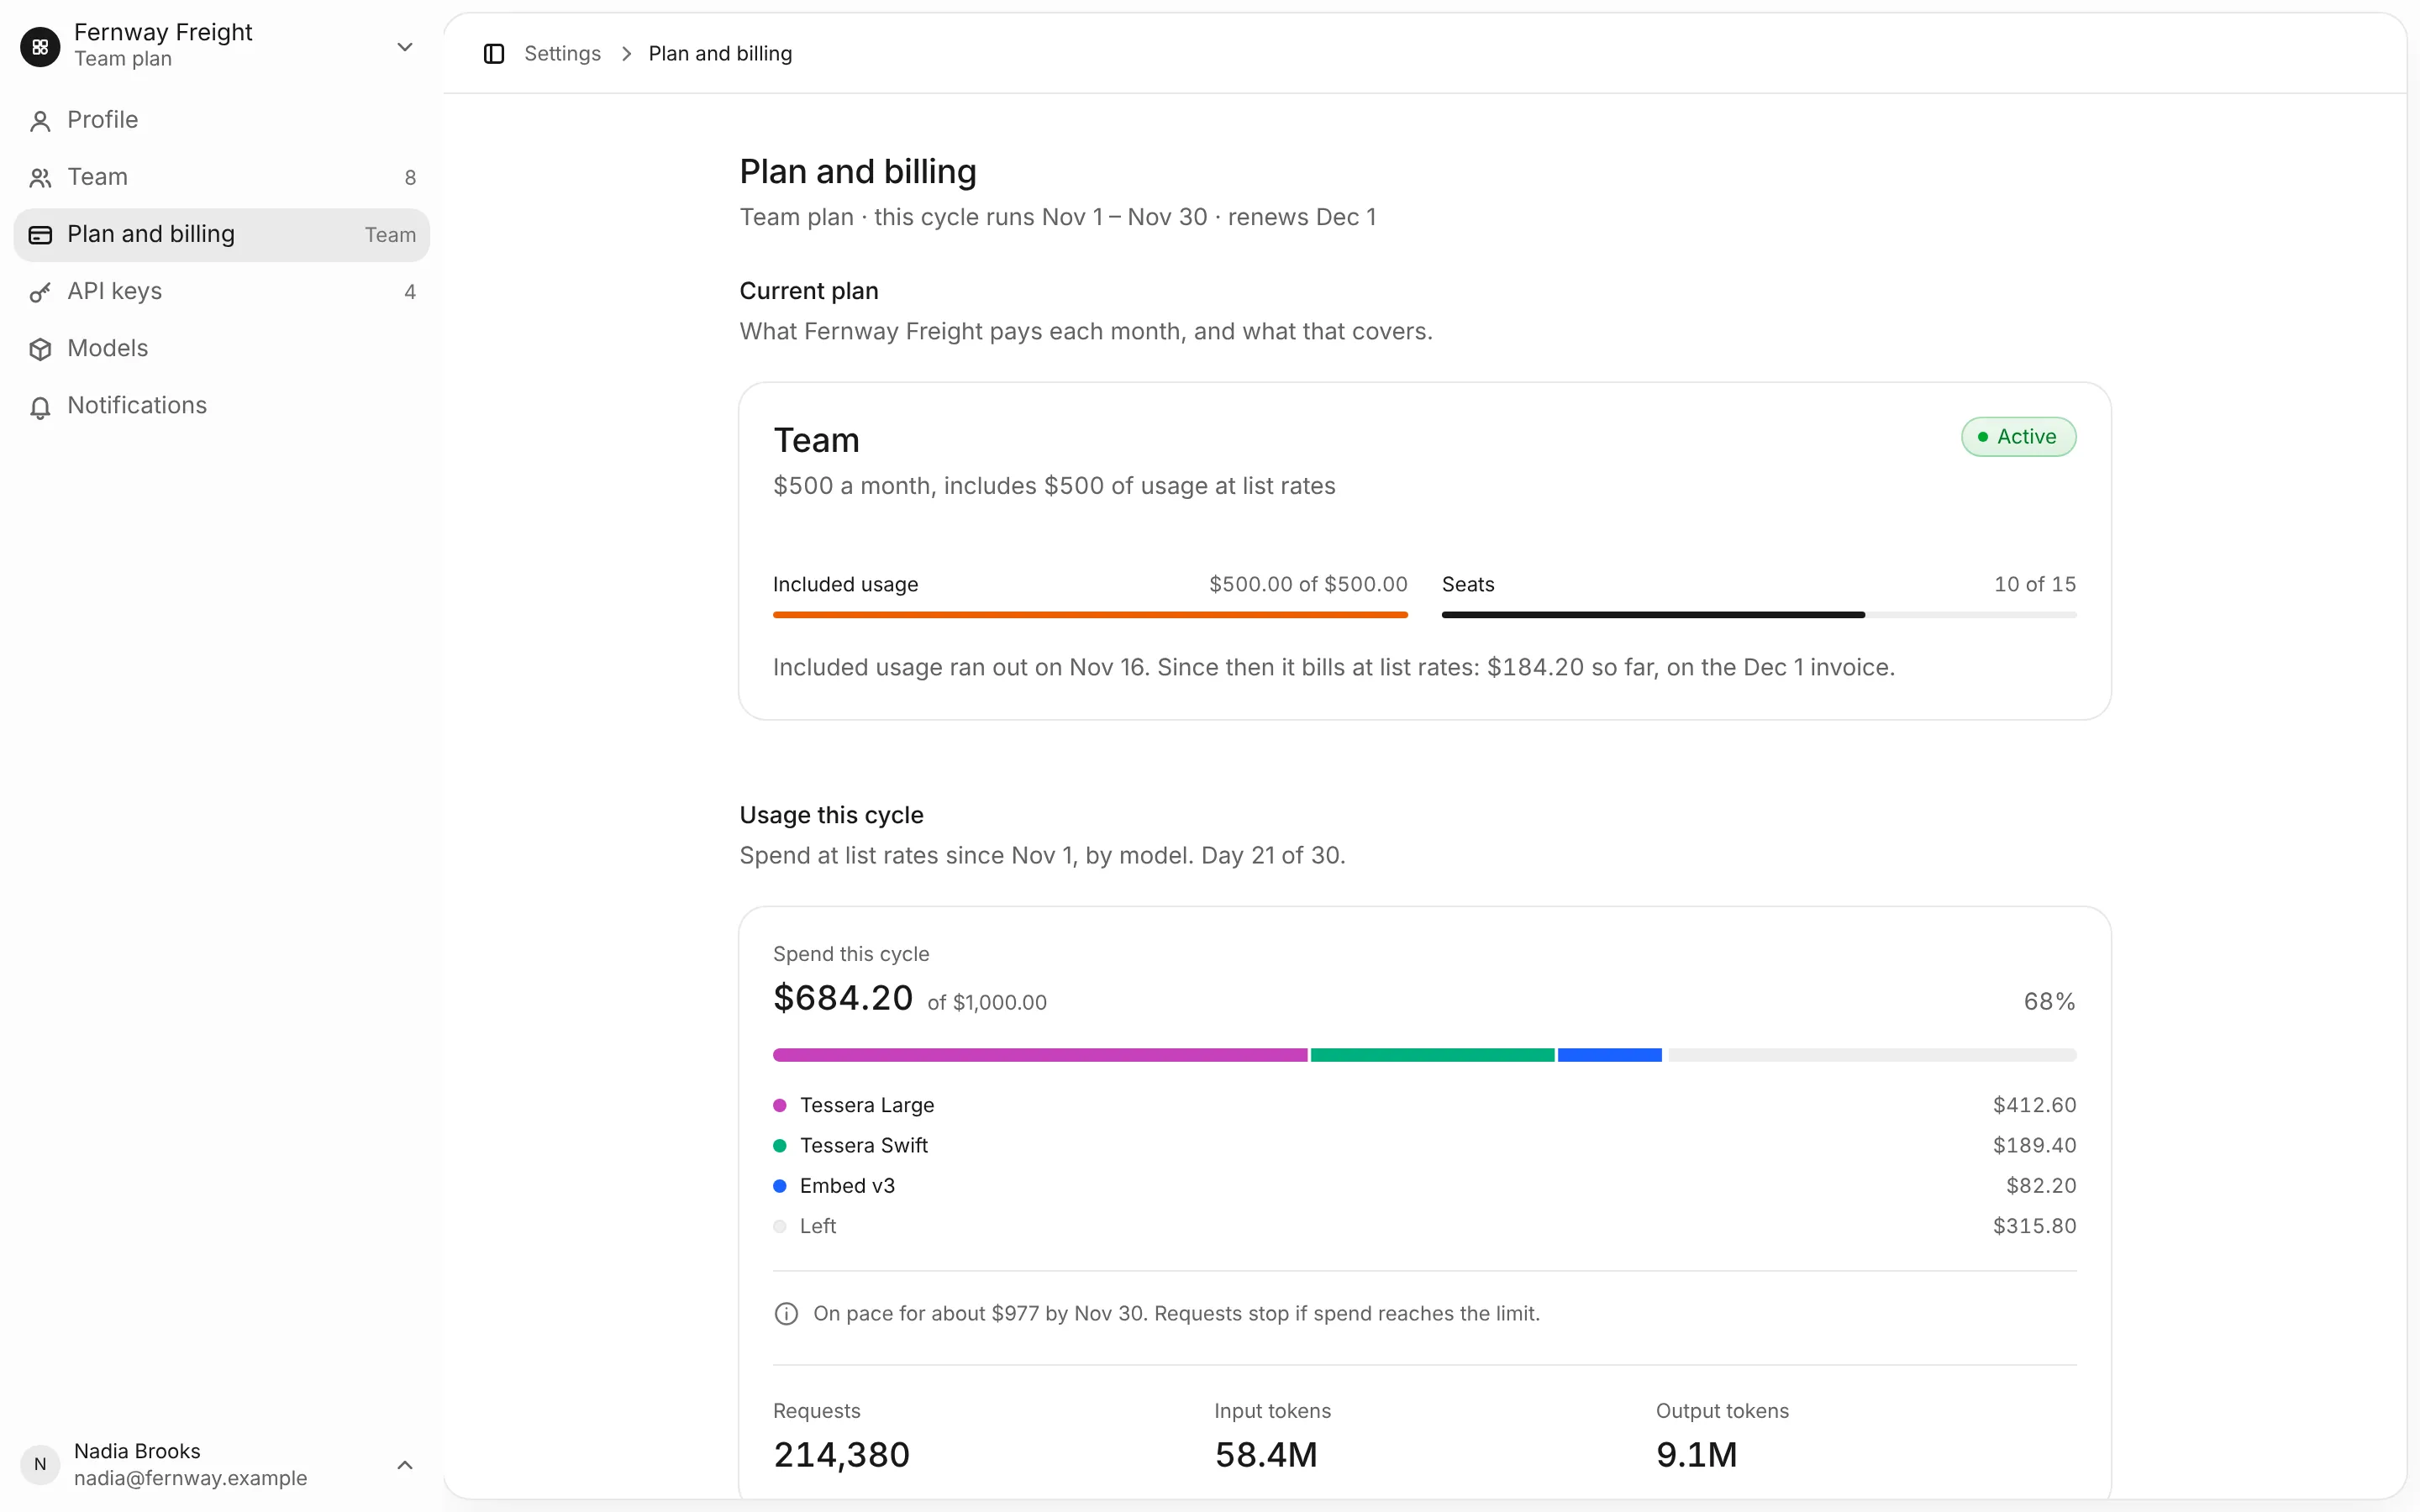 Fernway Freight
Team plan
Profile
Team 8
Plan and billing Team
API keys 4
Models
Notifications
Nadia Brooks
N
nadia@fernway.example
Settings > Plan and billing
Plan and billing
Team plan · this cycle runs Nov 1 – Nov 30 · renews Dec 1
Current plan
What Fernway Freight pays each month, and what that covers.
Team Active
$500 a month, includes $500 of usage at list rates
Included usage $500.00 of $500.00 Seats 10 of 15
Included usage ran out on Nov 16. Since then it bills at list rates: $184.20 so far, on the Dec 1 invoice.
Usage this cycle
Spend at list rates since Nov 1, by model. Day 21 of 30.
Spend this cycle
$684.20 of $1,000.00 68%
Tessera Large $412.60
Tessera Swift $189.40
Embed v3 $82.20
Left $315.80
On pace for about $977 by Nov 30. Requests stop if spend reaches the limit.
Requests Input tokens Output tokens
214,380 58.4M 9.1M